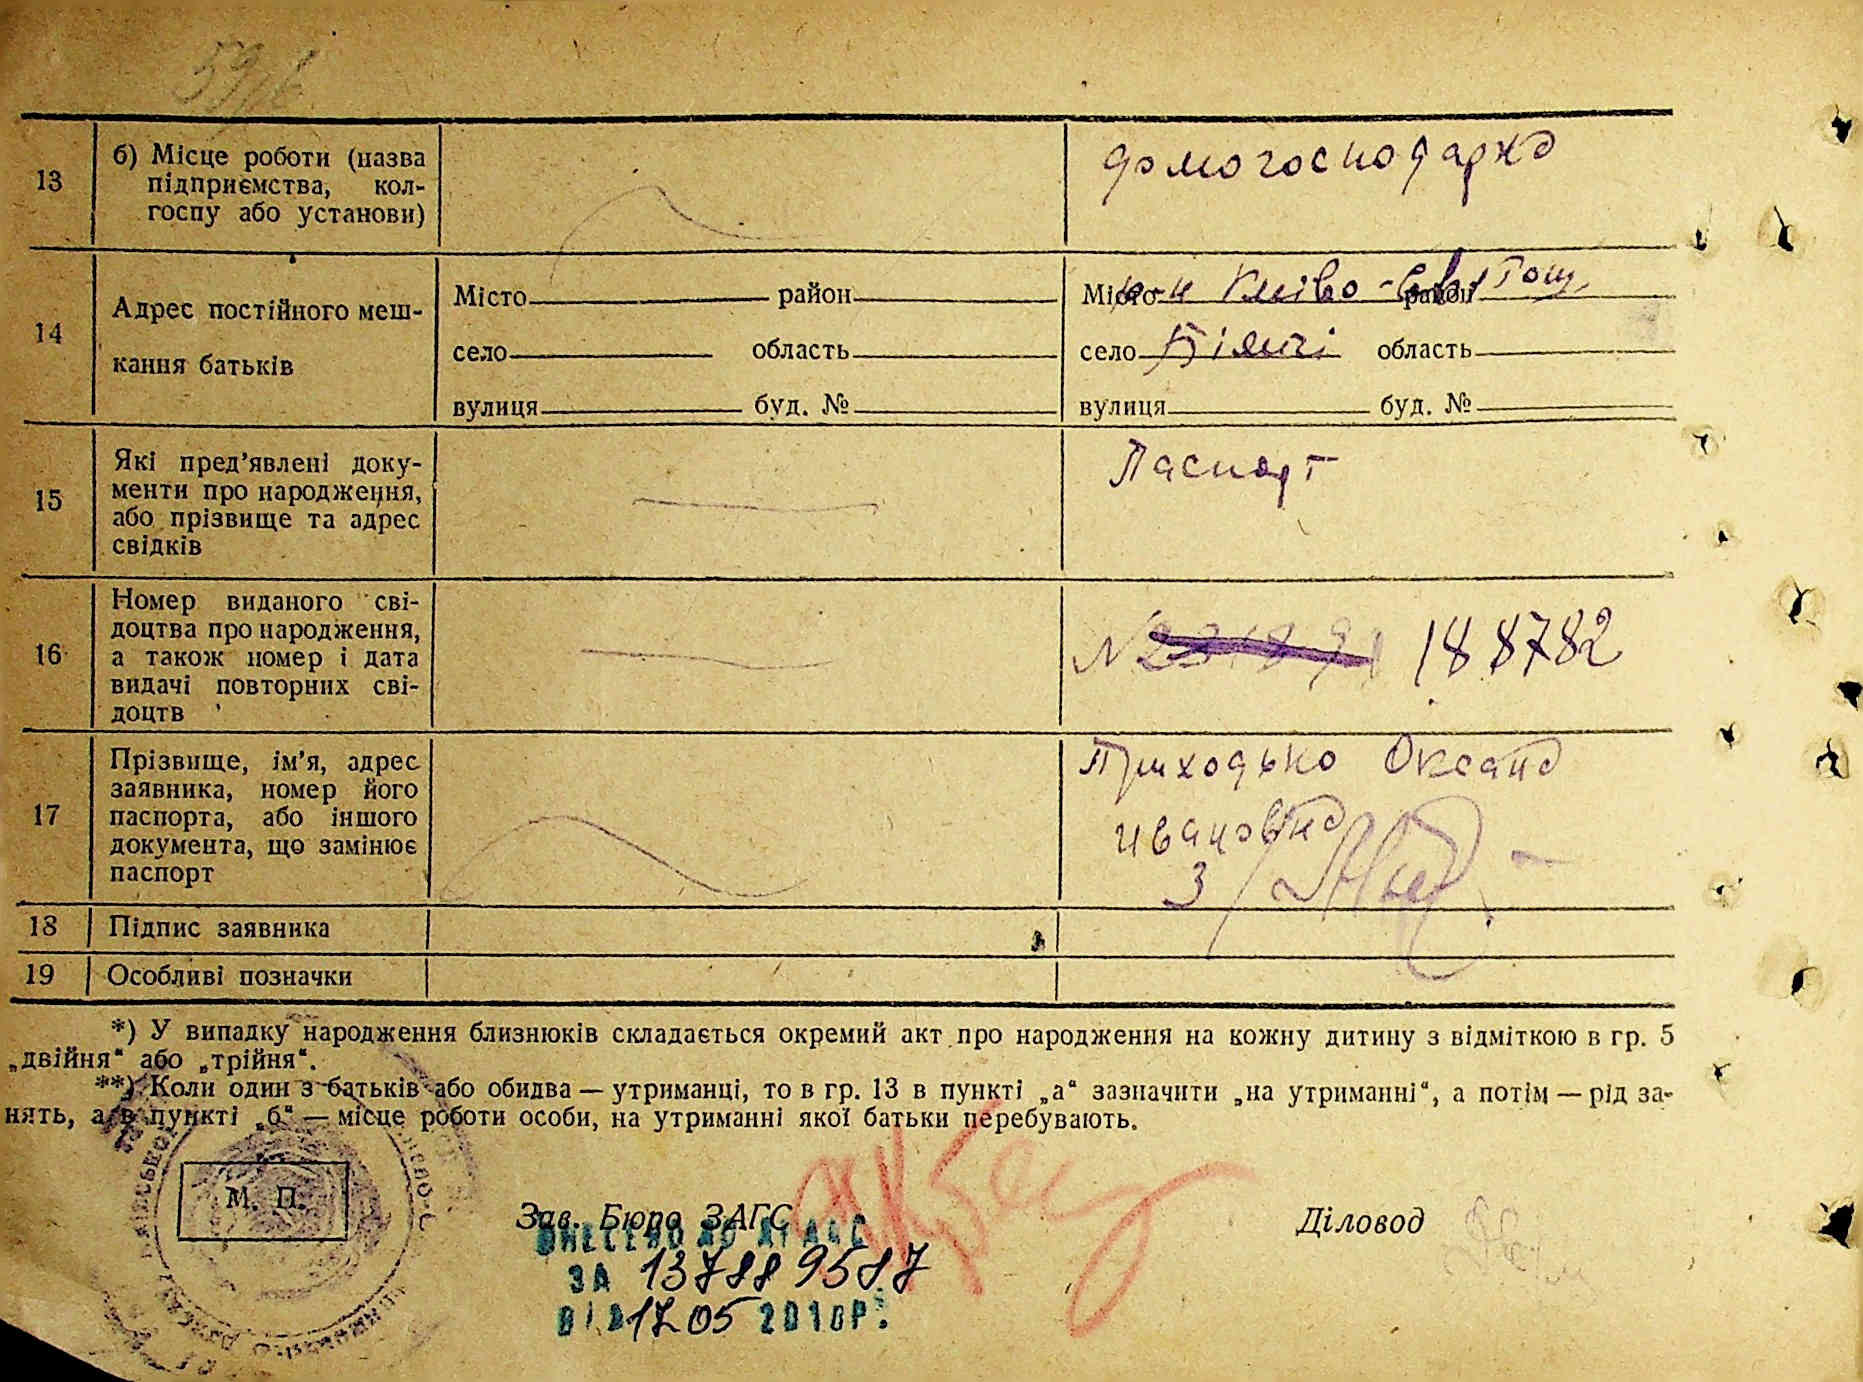 13
б) Місце роботи (назва
підприємства, кол-
госпу або установи)
домогосподарка
14
Адрес постійного меш-
кання батьків
Місто район
село область
вулиця буд. №
Місто р-н Києво-Святош. район
село Біличі область
вулиця буд. №
15
Які пред’явлені доку-
менти про народження,
або прізвище та адрес
свідків
Паспорт
16
Номер виданого сві-
доцтва про народження,
а також номер і дата
видачі повторних сві-
доцтв
N 188782
17
Прізвище, ім’я, адрес
заявника, номер його
паспорта, або іншого
документа, що замінює
паспорт
Приходько Оксана
Ивановна
З
18
Підпис заявника
19
Особливі позначки
*) У випадку народження близнюків складається окремий акт про народження на кожну дитину з відміткою в гр. 5
„двійня“ або „трійня“.
**) Коли один з батьків або обидва — утриманці, то в гр. 13 в пункті „а“ зазначити „на утриманні“, а потім — рід за-
нять, а в пункті „б“ — місце роботи особи, на утриманні якої батьки перебувають.
М. П.
Зав. Бюро ЗАГС
Діловод
ВНЕСЕНО ДО ДРАЦС
ЗА 13788 9587
ВІД 17 05 2010Р.